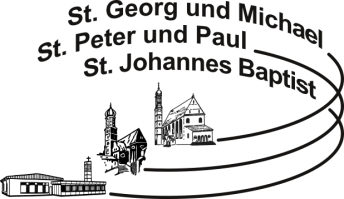 St. Georg und Michael
St. Peter und Paul
St. Johannes Baptist